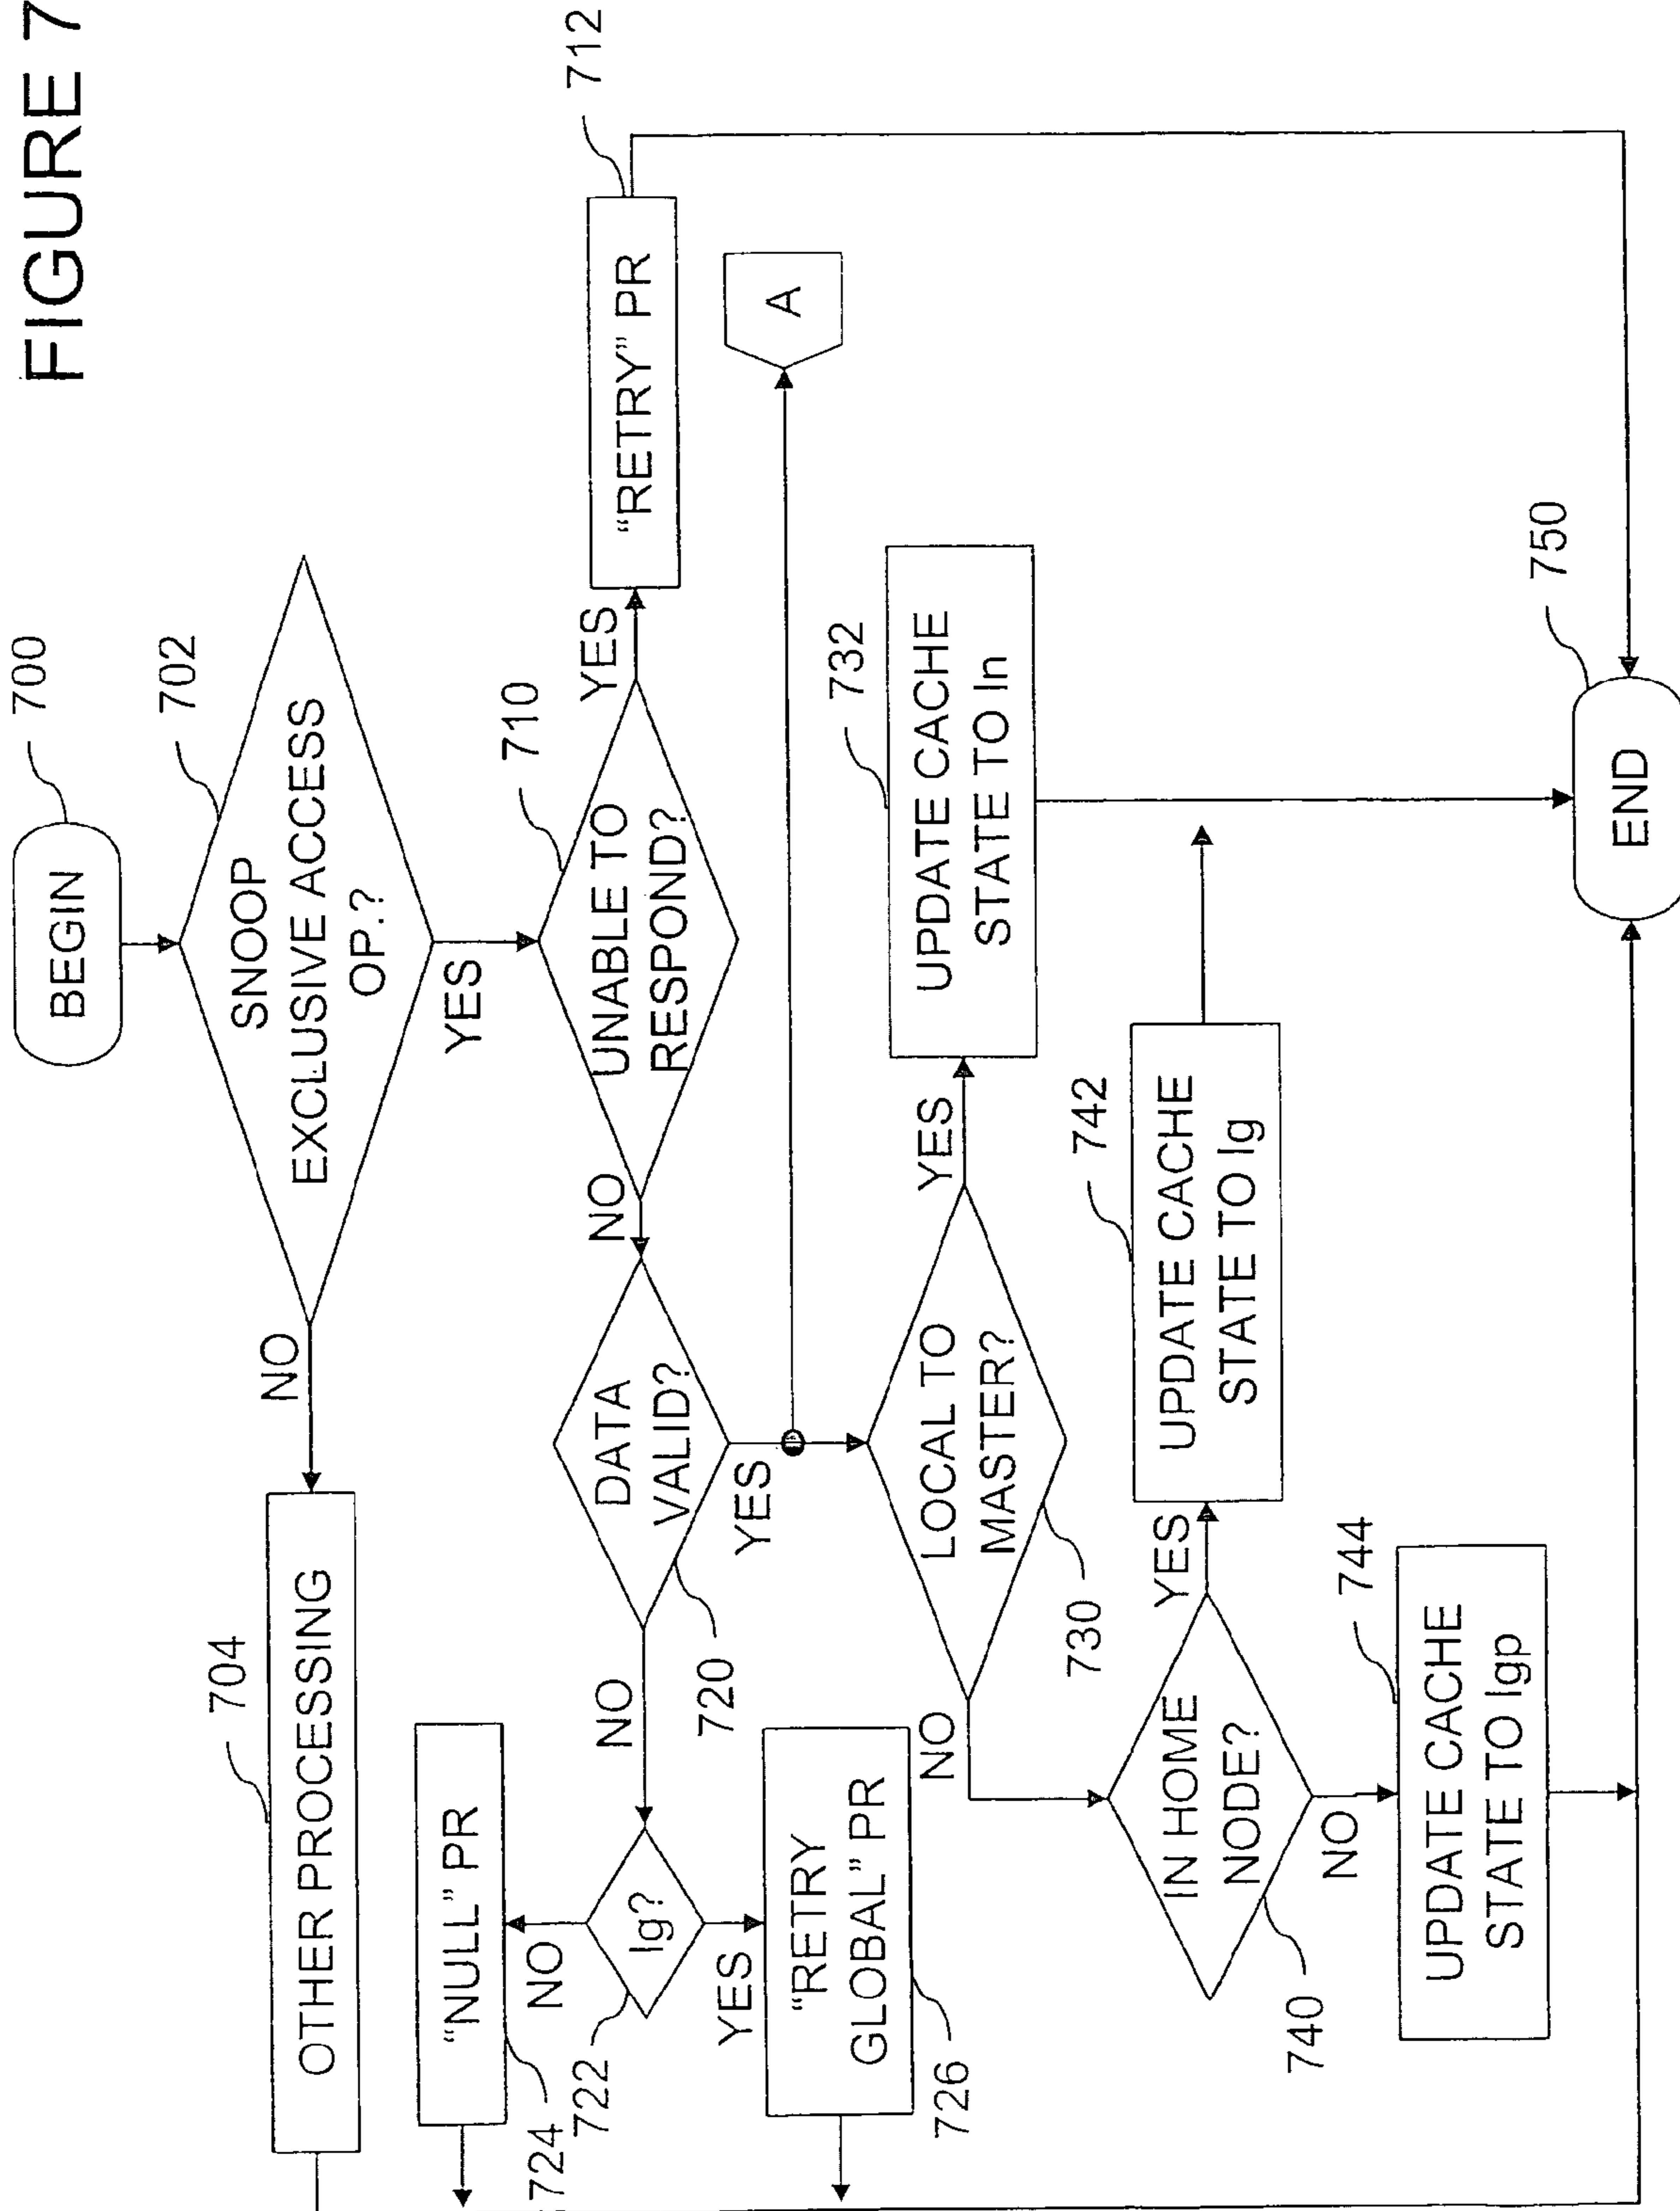 FIGURE 7
BEGIN
700
SNOOP
EXCLUSIVE ACCESS
OP.?
702
NO
YES
OTHER PROCESSING
704
UNABLE TO
RESPOND?
710
YES
NO
"RETRY" PR
712
DATA
VALID?
720
NO
YES
A
Ig?
722
NO
YES
"NULL" PR
724
"RETRY
GLOBAL" PR
726
LOCAL TO
MASTER?
730
YES
NO
UPDATE CACHE
STATE TO In
732
IN HOME
NODE?
740
YES
NO
UPDATE CACHE
STATE TO Ig
742
UPDATE CACHE
STATE TO Igp
744
END
750